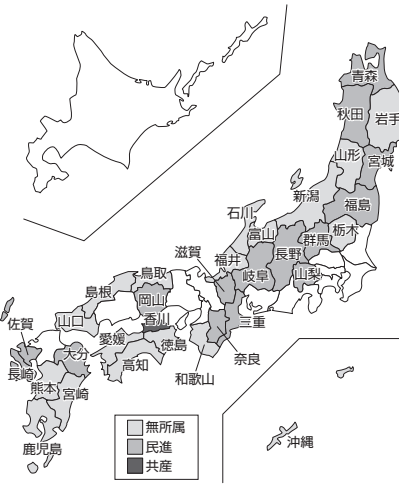 青森
秋田
岩手
山形
宮城
新潟
福島
石川
富山
栃木
群馬
滋賀
福井
長野
岐阜
山梨
鳥取
島根
岡山
三重
佐賀
山口
香川
愛媛
徳島
大分
奈良
長崎
高知
和歌山
熊本
宮崎
鹿児島
沖縄
無所属
民進
共産